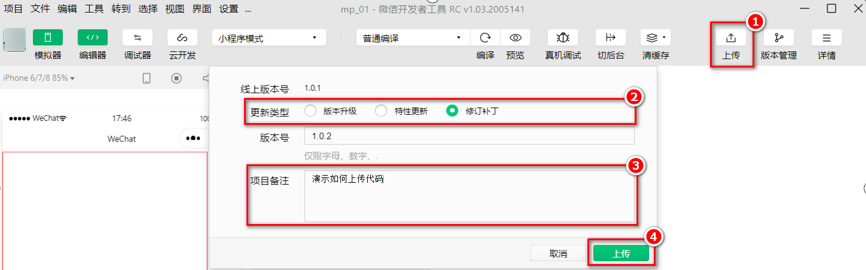 项目 文件 编辑 工具 转到 选择 视图 界面 设置 ... mp_01 - 微信开发者工具 RC v1.03.2005141
1
小程序模式 普通编译
模拟器 编辑器 调试器 云开发 编译 预览 真机调试 切后台 清缓存 上传 版本管理 详情
iPhone 6/7/8 85%
线上版本号 1.0.1
2
更新类型 版本升级 特性更新 修订补丁
WeChat 17:46 100
版本号 1.0.2
WeChat
仅限字母、数字、.
3
项目备注 演示如何上传代码
4
取消 上传